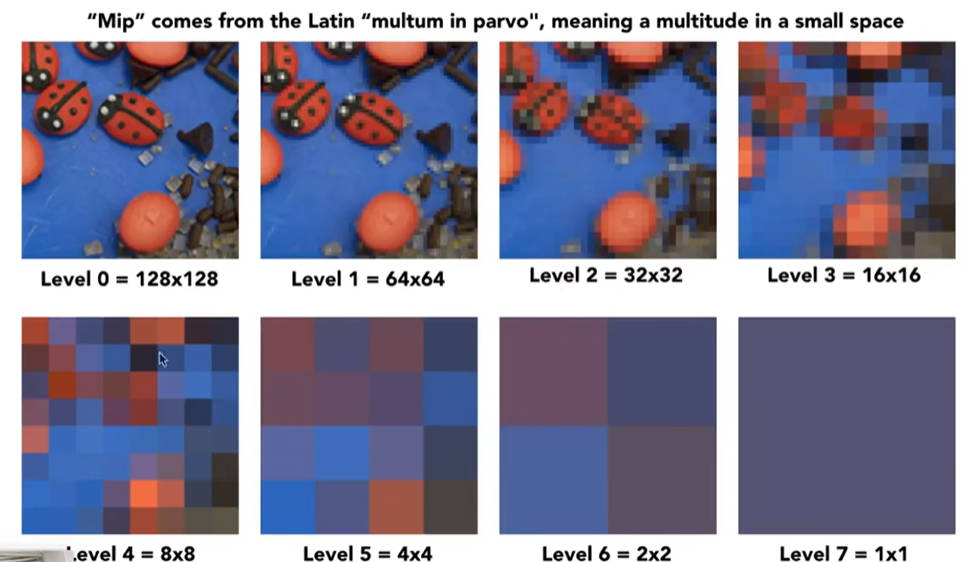 “Mip” comes from the Latin “multum in parvo", meaning a multitude in a small space
Level 0 = 128x128
Level 1 = 64x64
Level 2 = 32x32
Level 3 = 16x16
Level 4 = 8x8
Level 5 = 4x4
Level 6 = 2x2
Level 7 = 1x1